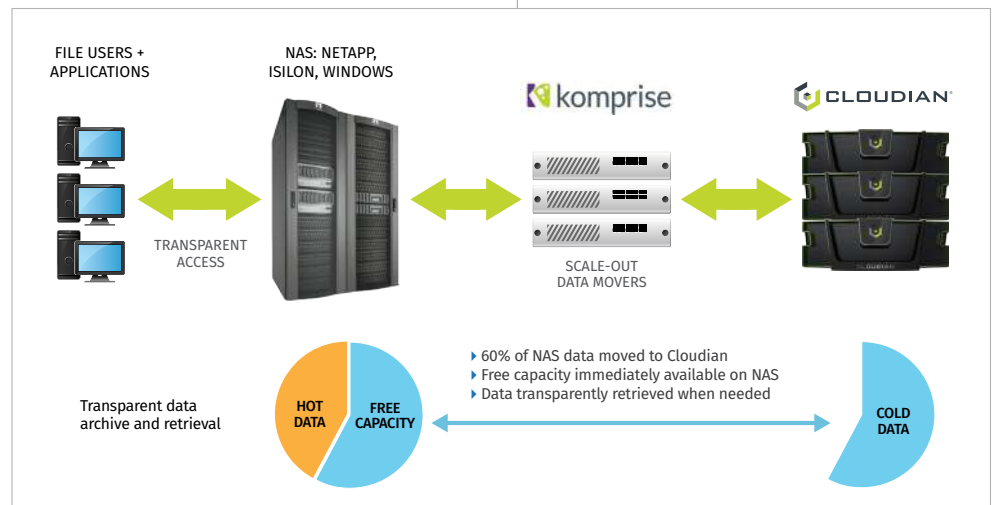 FILE USERS +
APPLICATIONS
NAS: NETAPP,
ISILON, WINDOWS
komprise
CLOUDIAN®
TRANSPARENT
ACCESS
SCALE-OUT
DATA MOVERS
CLOUDIAN
60% of NAS data moved to Cloudian
Free capacity immediately available on NAS
Data transparently retrieved when needed
Transparent data
archive and retrieval
HOT
DATA
FREE
CAPACITY
COLD
DATA